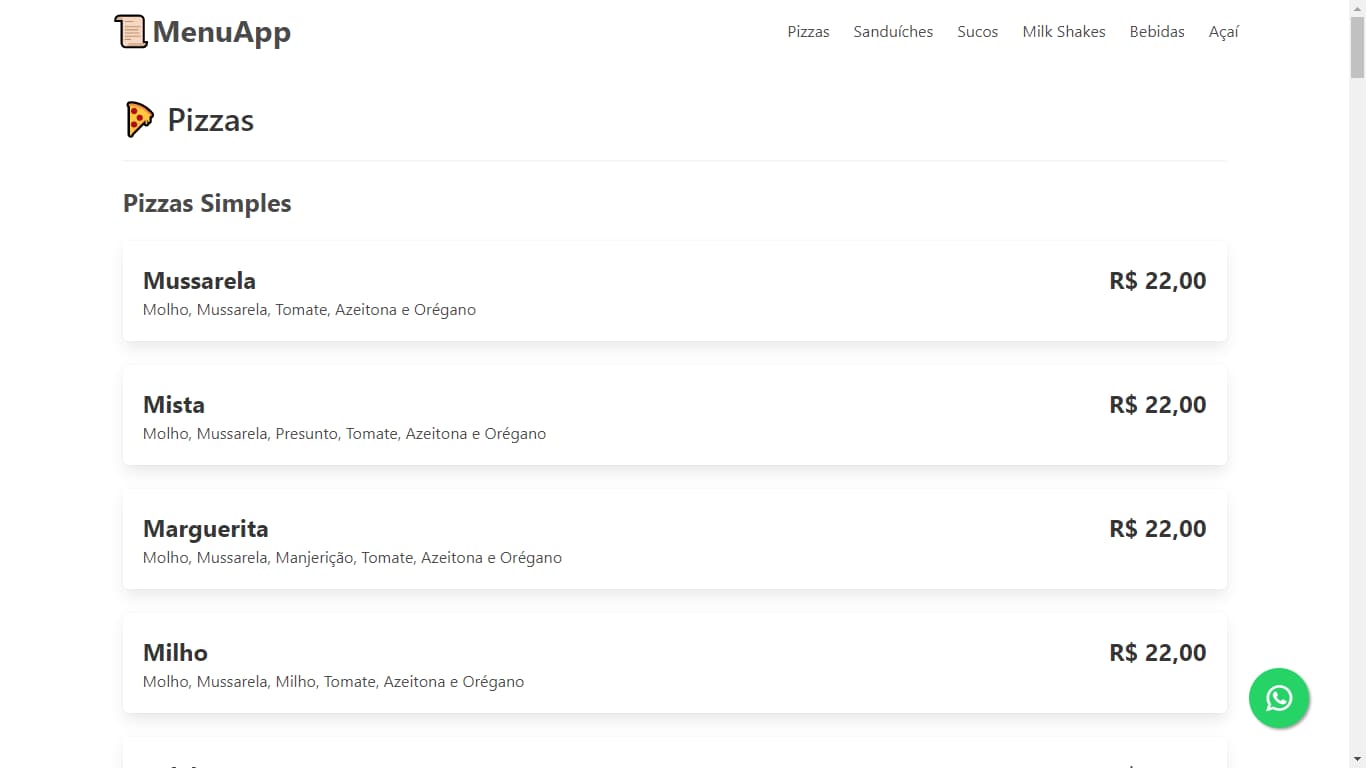 MenuApp
Pizzas Sanduíches Sucos Milk Shakes Bebidas Açaí
Pizzas
Pizzas Simples
Mussarela R$ 22,00
Molho, Mussarela, Tomate, Azeitona e Orégano
Mista R$ 22,00
Molho, Mussarela, Presunto, Tomate, Azeitona e Orégano
Marguerita R$ 22,00
Molho, Mussarela, Manjerição, Tomate, Azeitona e Orégano
Milho R$ 22,00
Molho, Mussarela, Milho, Tomate, Azeitona e Orégano